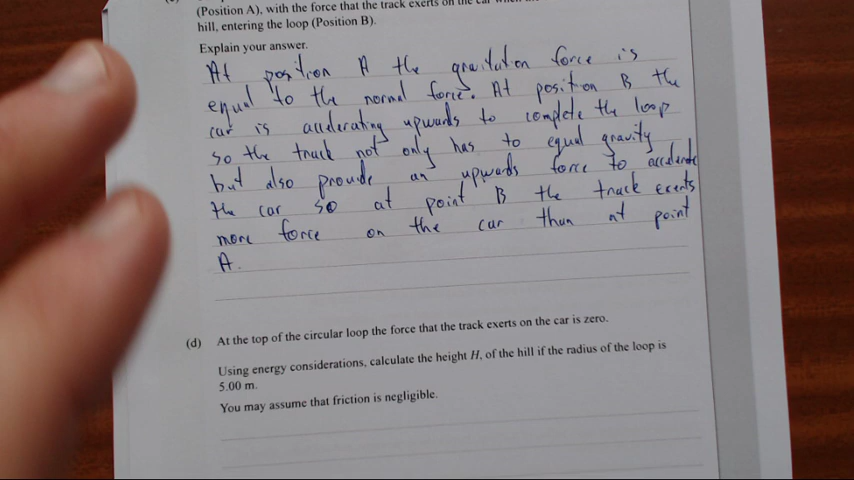 (Position A), with the force that the track exerts on the car when the
hill, entering the loop (Position B).
Explain your answer.
At position A the gravitation force is
equal to the normal force. At position B the
car is accelerating upwards to complete the loop
so the track not only has to equal gravity
but also provide an upwards force to accelerate
the car so at point B the track exerts
more force on the car than at point
A.
(d) At the top of the circular loop the force that the track exerts on the car is zero.
Using energy considerations, calculate the height H, of the hill if the radius of the loop is
5.00 m.
You may assume that friction is negligible.